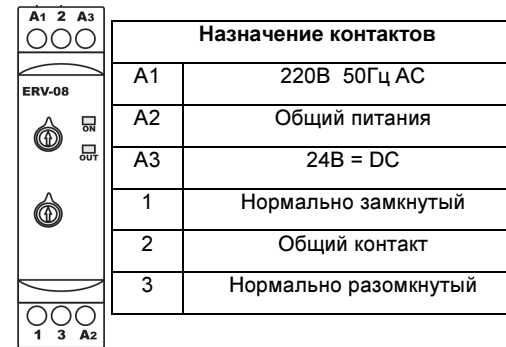 A1 2 A3
ERV-08
ON
OUT
1 3 A2
Назначение контактов
A1 220В 50Гц AC
A2 Общий питания
A3 24В = DC
1 Нормально замкнутый
2 Общий контакт
3 Нормально разомкнутый